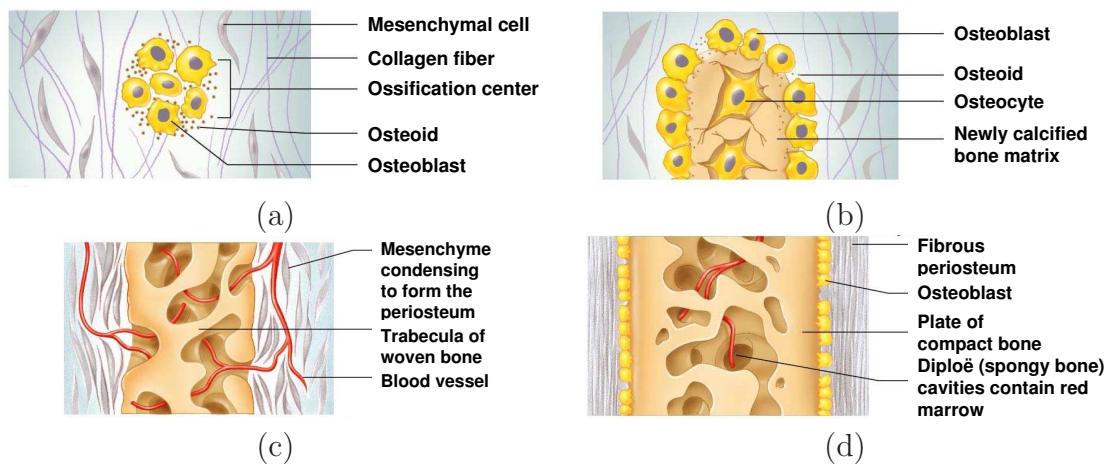 Mesenchymal cell
Collagen fiber
Ossification center
Osteoid
Osteoblast
(a)
Osteoblast
Osteoid
Osteocyte
Newly calcified
bone matrix
(b)
Mesenchyme
condensing
to form the
periosteum
Trabecula of
woven bone
Blood vessel
(c)
Fibrous
periosteum
Osteoblast
Plate of
compact bone
Diploë (spongy bone)
cavities contain red
marrow
(d)